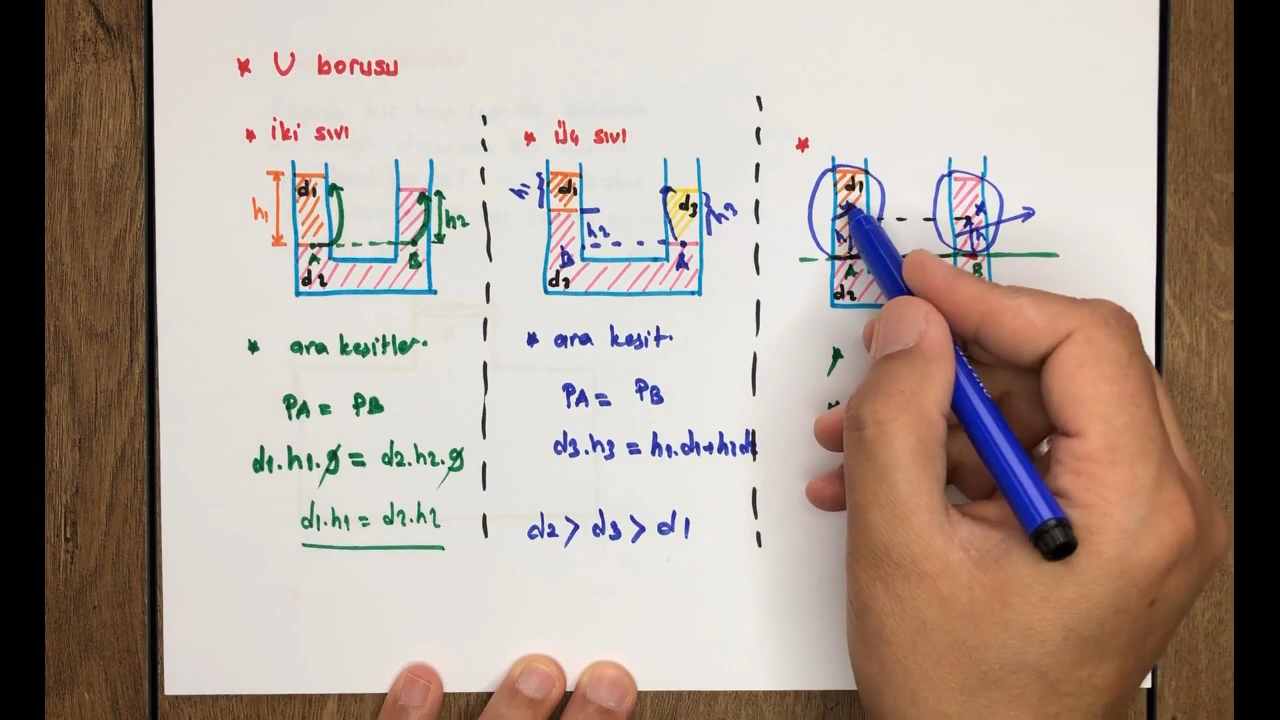 * U borusu
* iki sıvı
d1
h1
h2
A
B
d2
* ara kesitler.
PA = PB
d1.h1.g = d2.h2.g
d1.h1 = d2.h2
* üç sıvı
d1
d3
h2
h3
B
A
d2
* ara kesit.
PA = PB
d3.h3 = h1.d1+h2d
d2 > d3 > d1
*
d1
x
h
h
A
B
d2